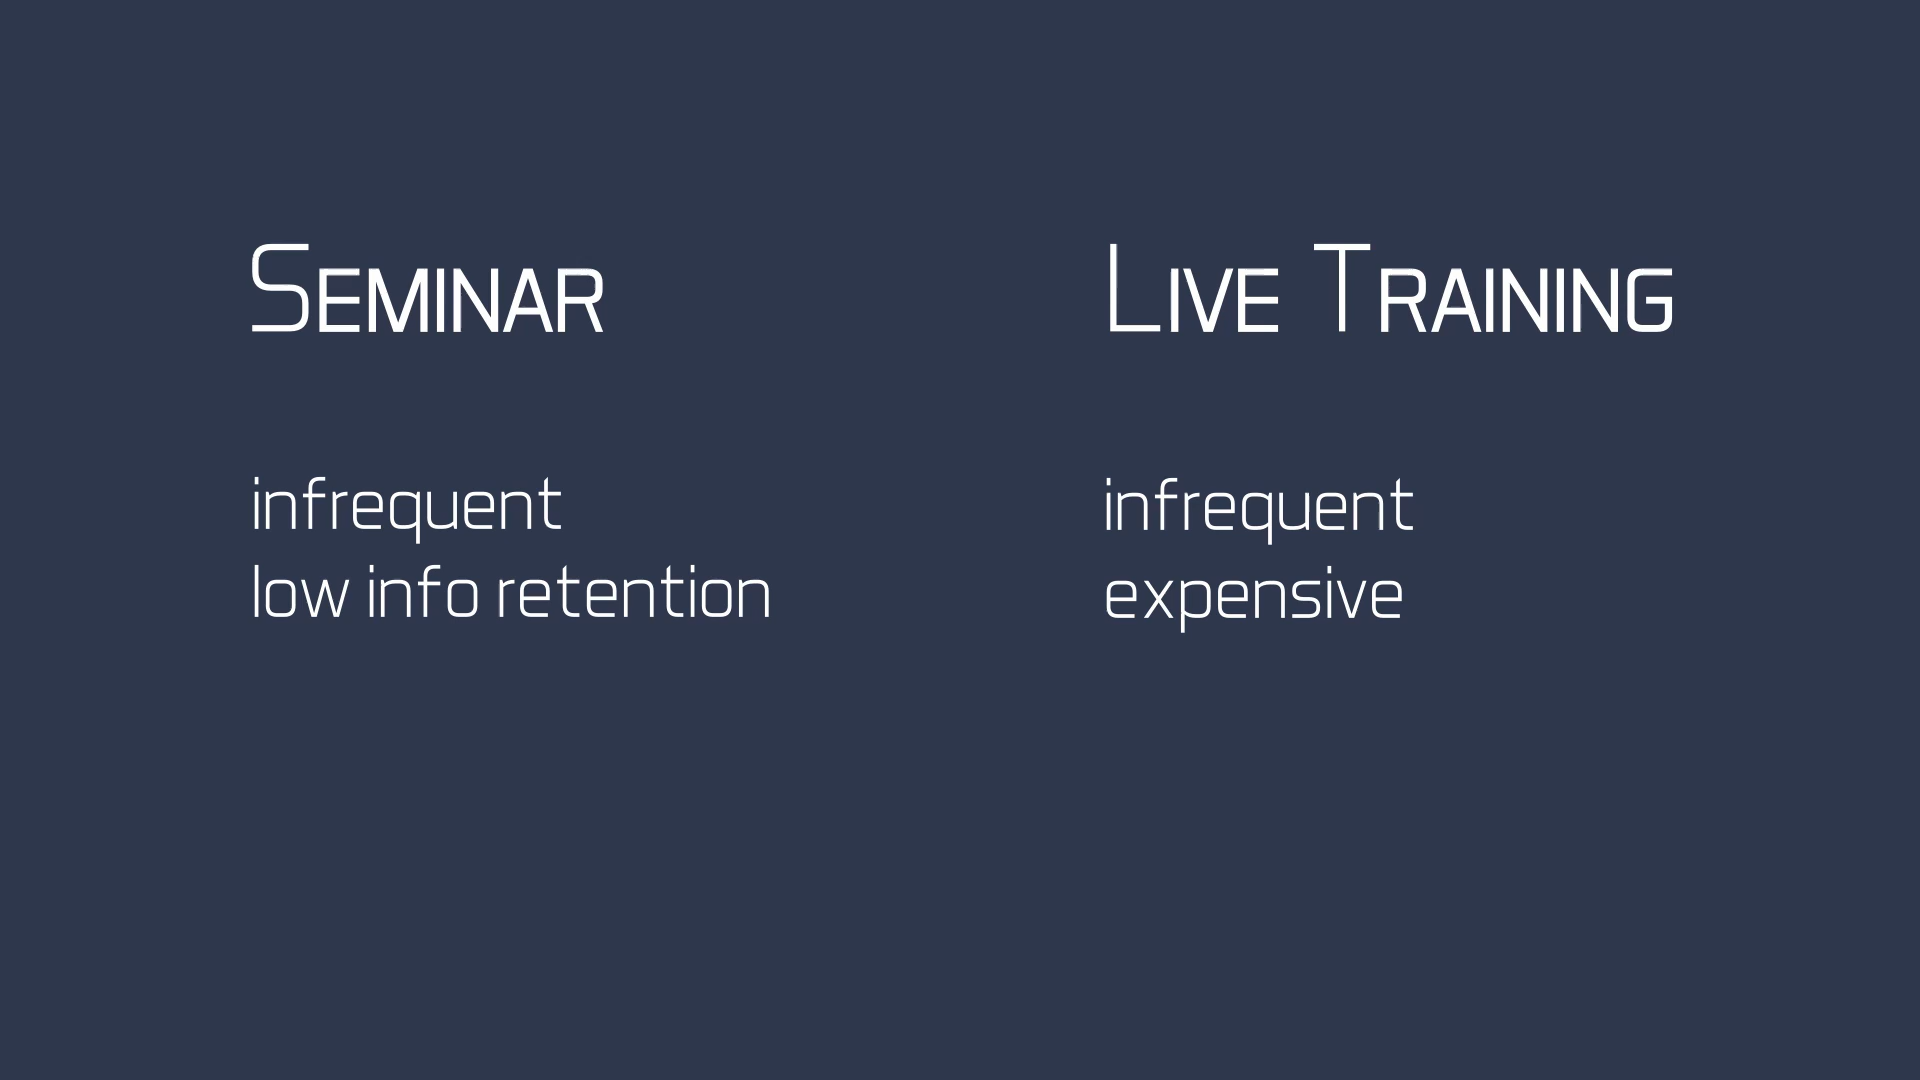 Seminar
infrequent
low info retention
Live Training
infrequent
expensive